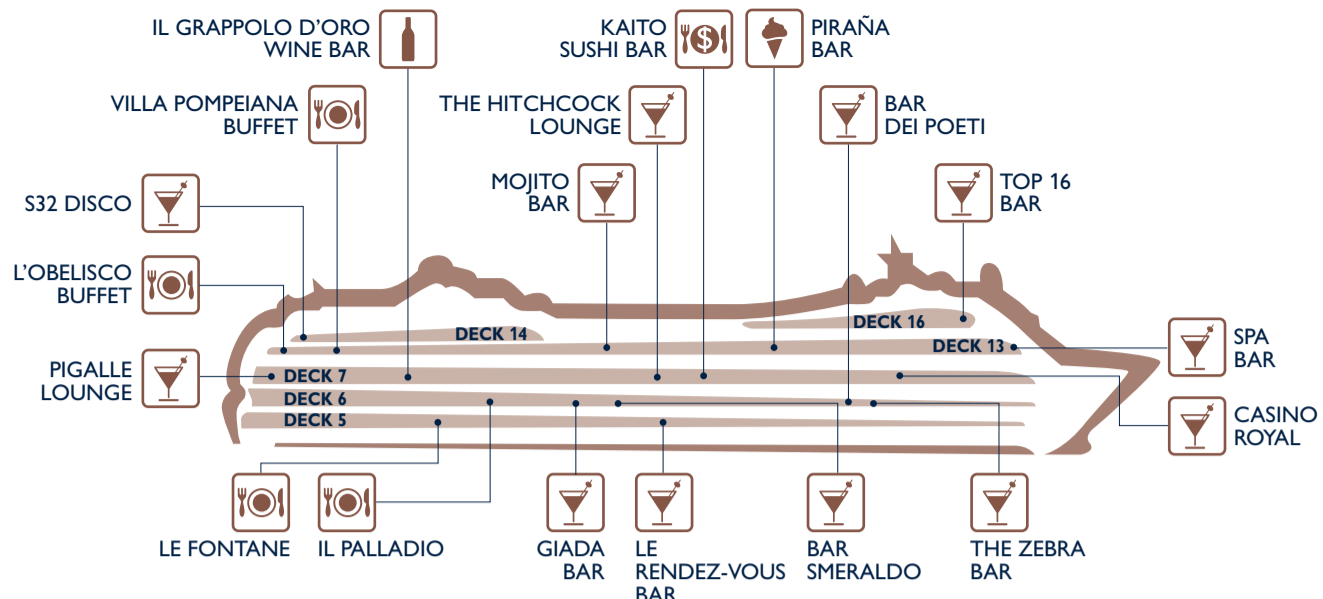 IL GRAPPOLO D'ORO
WINE BAR
KAITO
SUSHI BAR
$
PIRAÑA
BAR
VILLA POMPEIANA
BUFFET
THE HITCHCOCK
LOUNGE
BAR
DEI POETI
S32 DISCO
MOJITO
BAR
TOP 16
BAR
L'OBELISCO
BUFFET
DECK 14
DECK 16
DECK 13
SPA
BAR
PIGALLE
LOUNGE
DECK 7
DECK 6
DECK 5
CASINO
ROYAL
LE FONTANE
IL PALLADIO
GIADA
BAR
LE
RENDEZ-VOUS
BAR
BAR
SMERALDO
THE ZEBRA
BAR